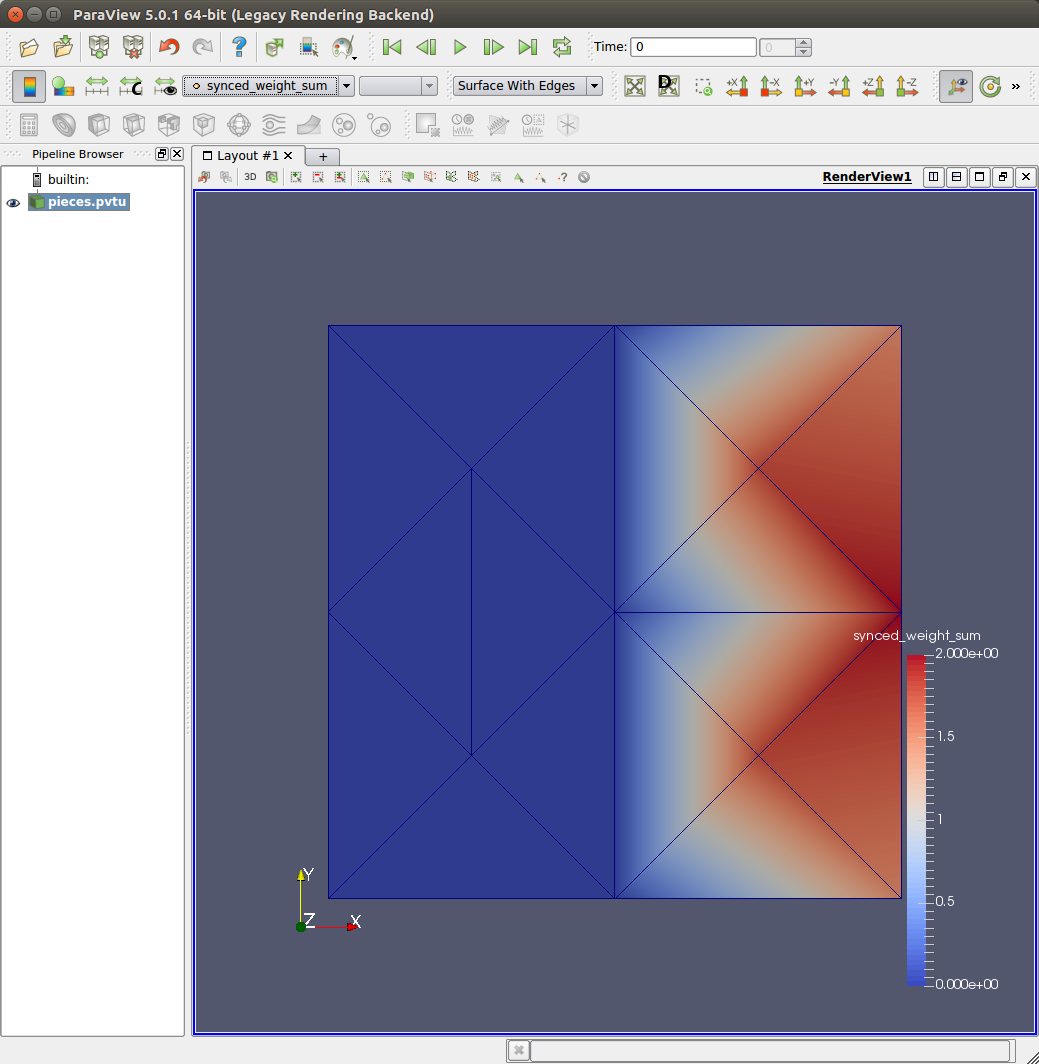 ParaView 5.0.1 64-bit (Legacy Rendering Backend)
?
Time: 0
0
C
synced_weight_sum
Surface With Edges
D
+X
-X
+Y
-Y
+Z
-Z
»
Pipeline Browser
Layout #1
+
builtin:
3D
?
RenderView1
pieces.pvtu
synced_weight_sum
2.000e+00
1.5
1
0.5
0.000e+00
Y
Z
X